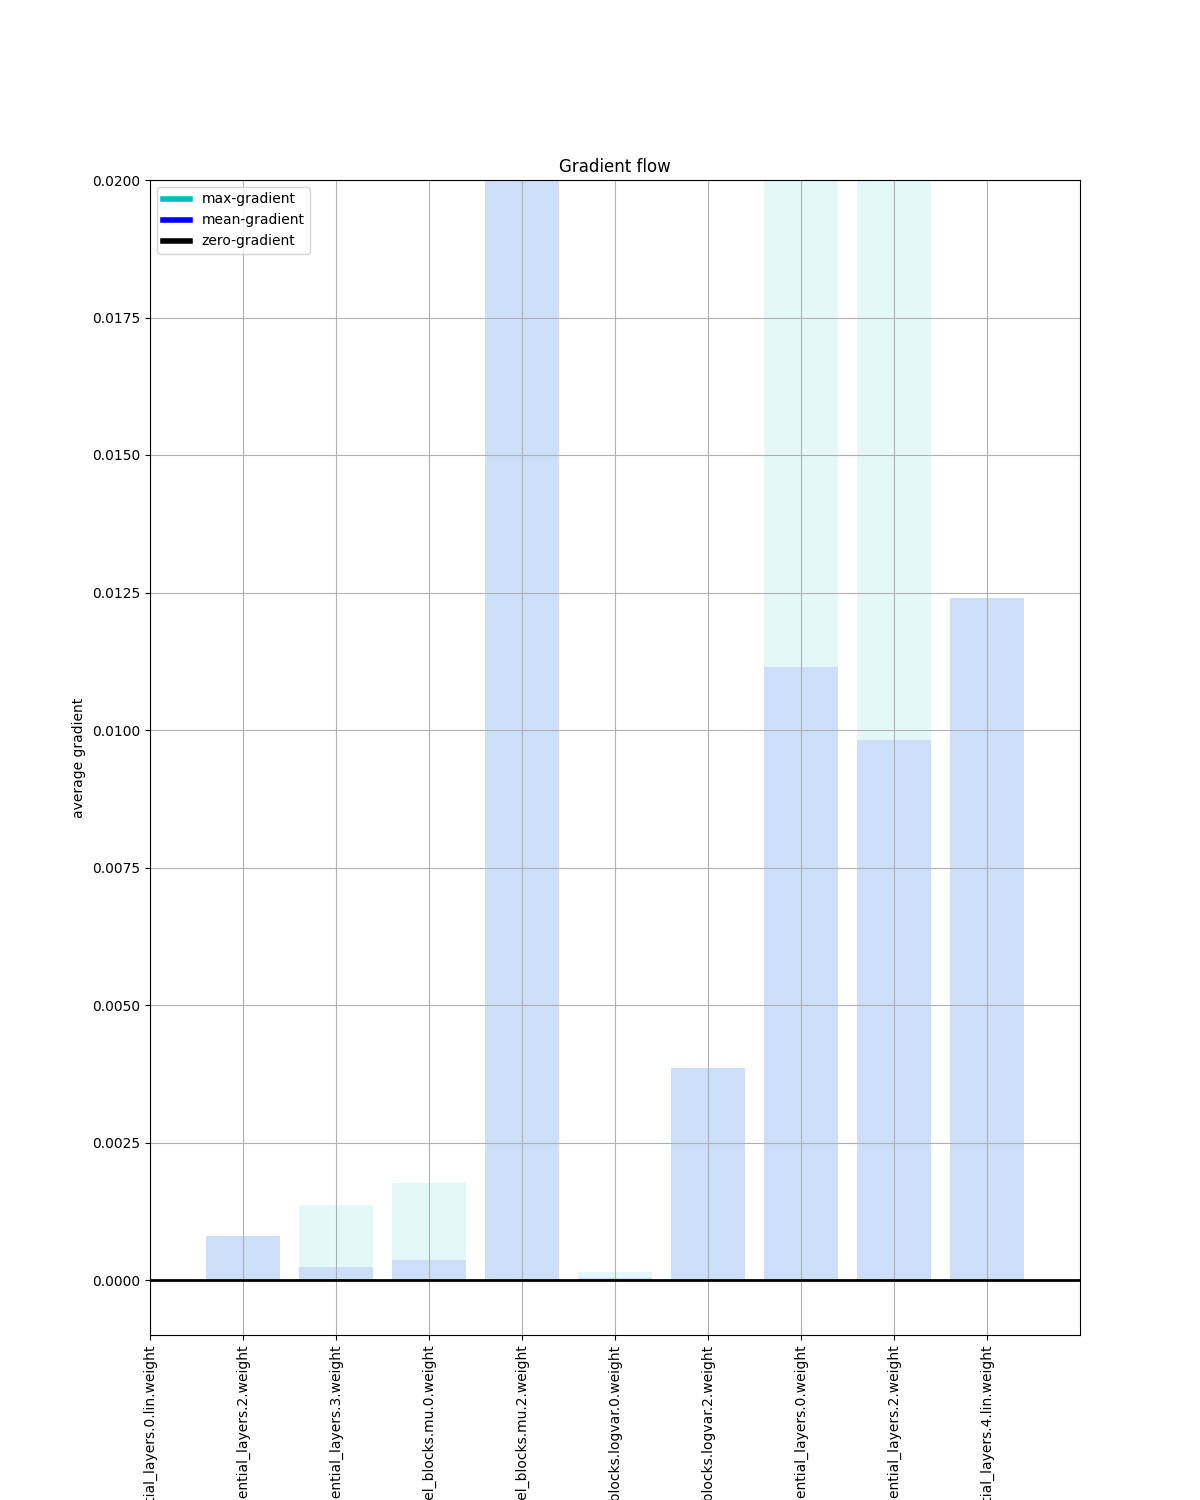 Gradient flow
max-gradient
mean-gradient
zero-gradient
0.0200
0.0175
0.0150
0.0125
0.0100
0.0075
0.0050
0.0025
0.0000
average gradient
tial_layers.0.lin.weight
ential_layers.2.weight
ential_layers.3.weight
el_blocks.mu.0.weight
el_blocks.mu.2.weight
blocks.logvar.0.weight
blocks.logvar.2.weight
ential_layers.0.weight
ential_layers.2.weight
tial_layers.4.lin.weight